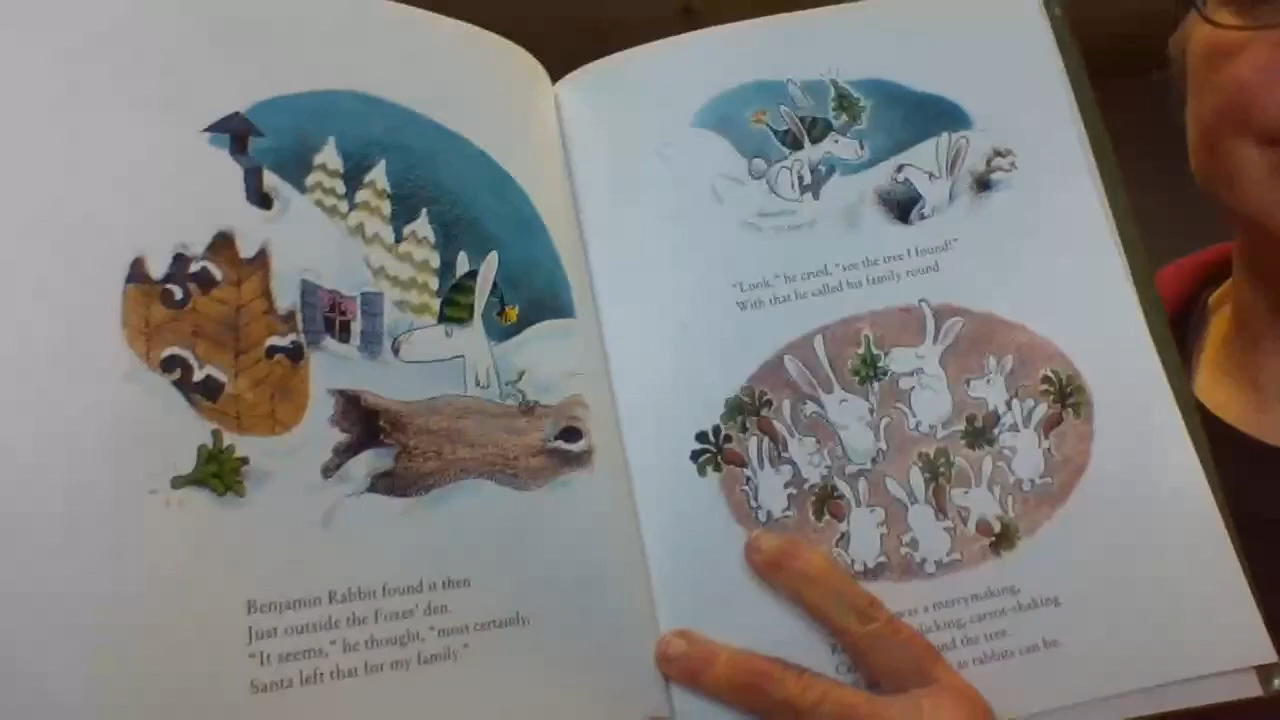 Benjamin Rabbit found it then
Just outside the Foxes' den.
"It seems," he thought, "most certainly,
Santa left that for my family."
"Look," he cried, "see the tree I found!"
With that he called his family round.
was a merrymaking,
carrot-shaking
round the tree.
as rabbits can be.